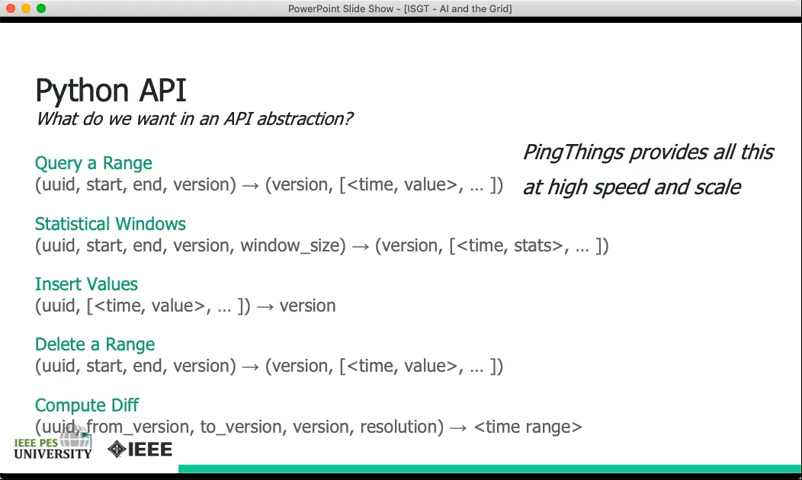 PowerPoint Slide Show - [ISGT - AI and the Grid]
Python API
What do we want in an API abstraction?
Query a Range
(uuid, start, end, version) → (version, [<time, value>, … ])
PingThings provides all this
at high speed and scale
Statistical Windows
(uuid, start, end, version, window_size) → (version, [<time, stats>, … ])
Insert Values
(uuid, [<time, value>, … ]) → version
Delete a Range
(uuid, start, end, version) → (version, [<time, value>, … ])
Compute Diff
(uuid, from_version, to_version, version, resolution) → <time range>
IEEE PES
UNIVERSITY
IEEE